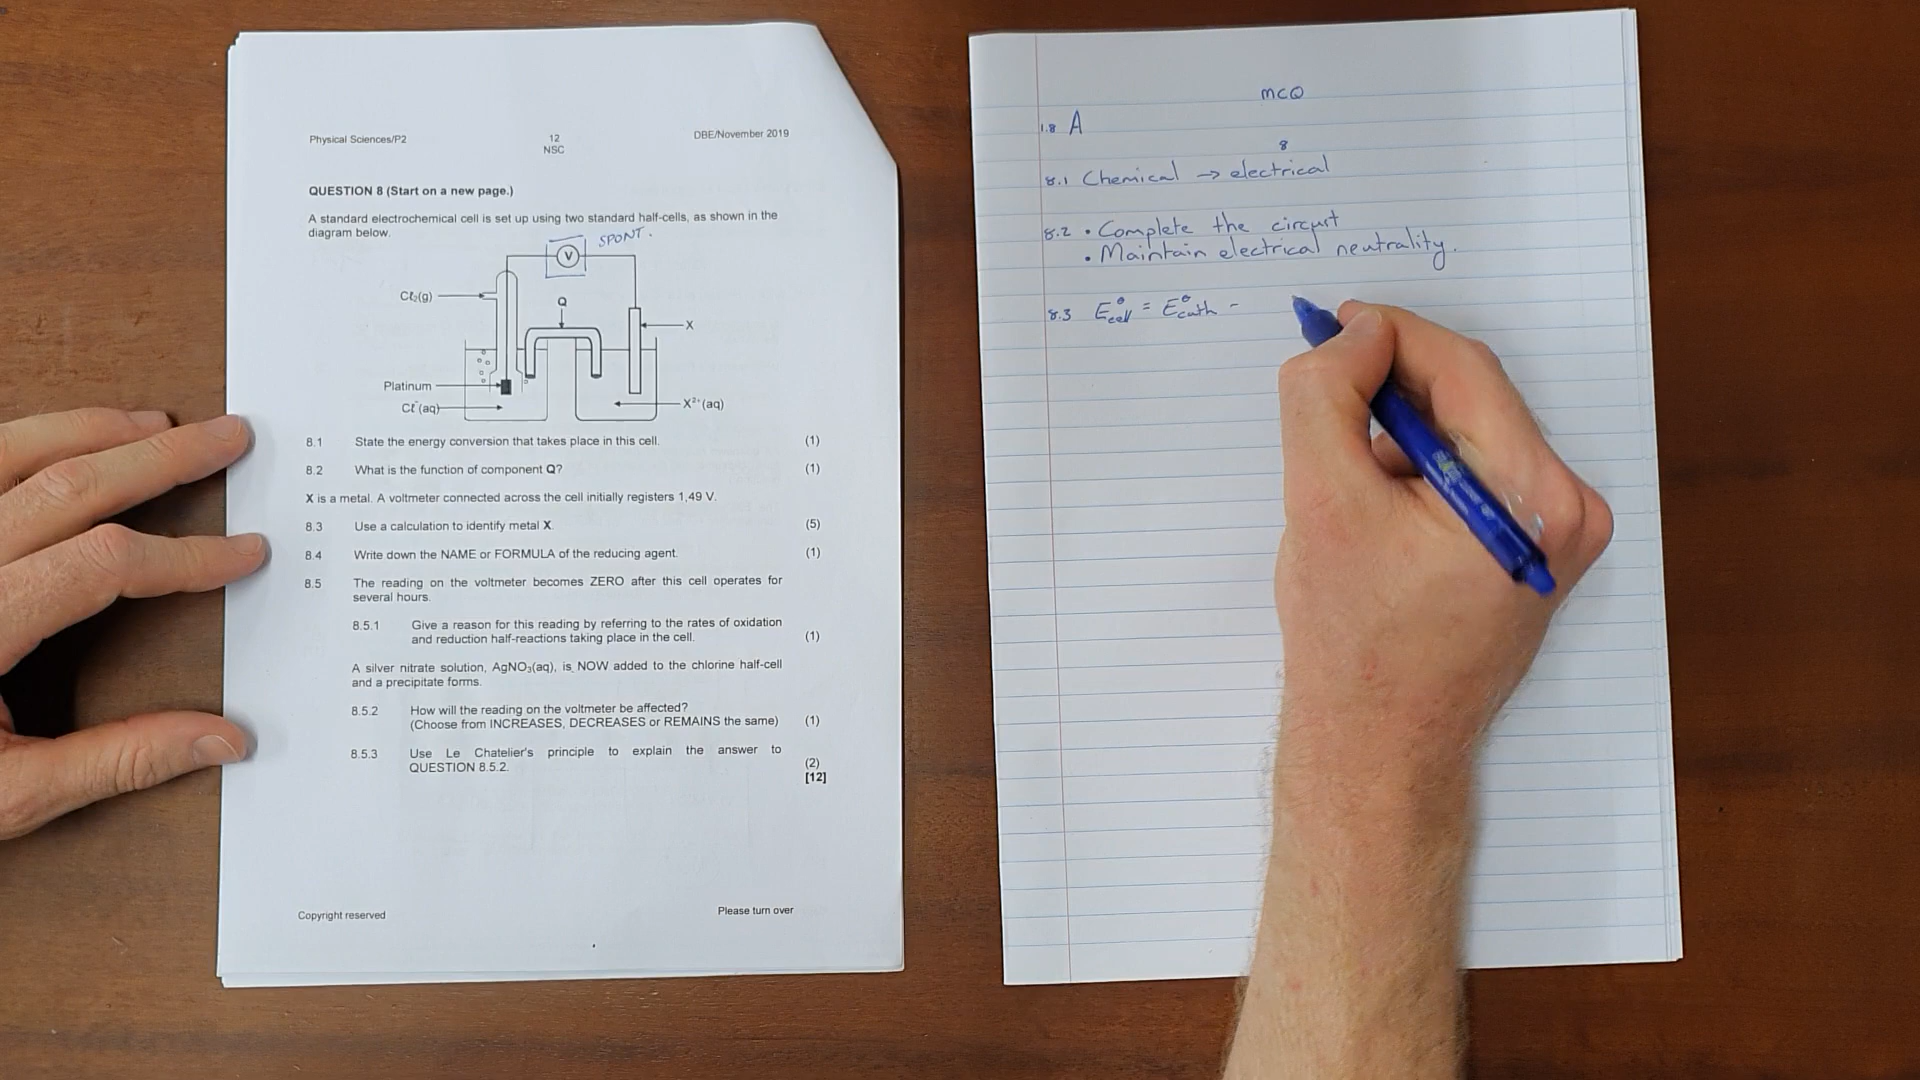 Physical Sciences/P2
12
NSC
DBE/November 2019
QUESTION 8 (Start on a new page.)
A standard electrochemical cell is set up using two standard half-cells, as shown in the
diagram below.
SPONT.
V
Cℓ₂(g)
Q
X
Platinum
Cℓ⁻(aq)
X²⁺(aq)
8.1 State the energy conversion that takes place in this cell. (1)
8.2 What is the function of component Q? (1)
X is a metal. A voltmeter connected across the cell initially registers 1,49 V.
8.3 Use a calculation to identify metal X. (5)
8.4 Write down the NAME or FORMULA of the reducing agent. (1)
8.5 The reading on the voltmeter becomes ZERO after this cell operates for
several hours.
8.5.1 Give a reason for this reading by referring to the rates of oxidation
and reduction half-reactions taking place in the cell. (1)
A silver nitrate solution, AgNO₃(aq), is NOW added to the chlorine half-cell
and a precipitate forms.
8.5.2 How will the reading on the voltmeter be affected?
(Choose from INCREASES, DECREASES or REMAINS the same) (1)
8.5.3 Use Le Chatelier's principle to explain the answer to
QUESTION 8.5.2. (2)
[12]
Copyright reserved
Please turn over
MCQ
1.8 A
8
8.1 Chemical → electrical
8.2 • Complete the circuit
• Maintain electrical neutrality.
8.3 E°cell = E°cath -